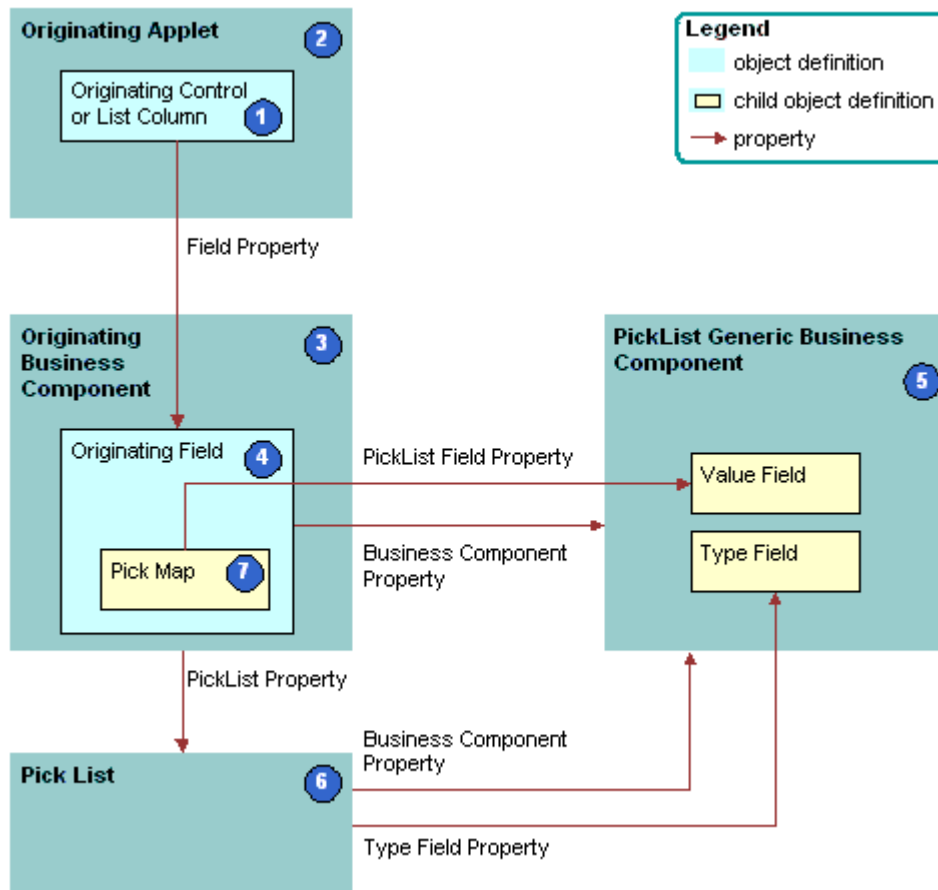 Originating Applet
2
Originating Control
or List Column
1
Legend
object definition
child object definition
property
Field Property
Originating
Business
Component
3
Originating Field
4
Pick Map
7
PickList Field Property
Business Component
Property
PickList Generic Business
Component
5
Value Field
Type Field
PickList Property
Pick List
6
Business Component
Property
Type Field Property